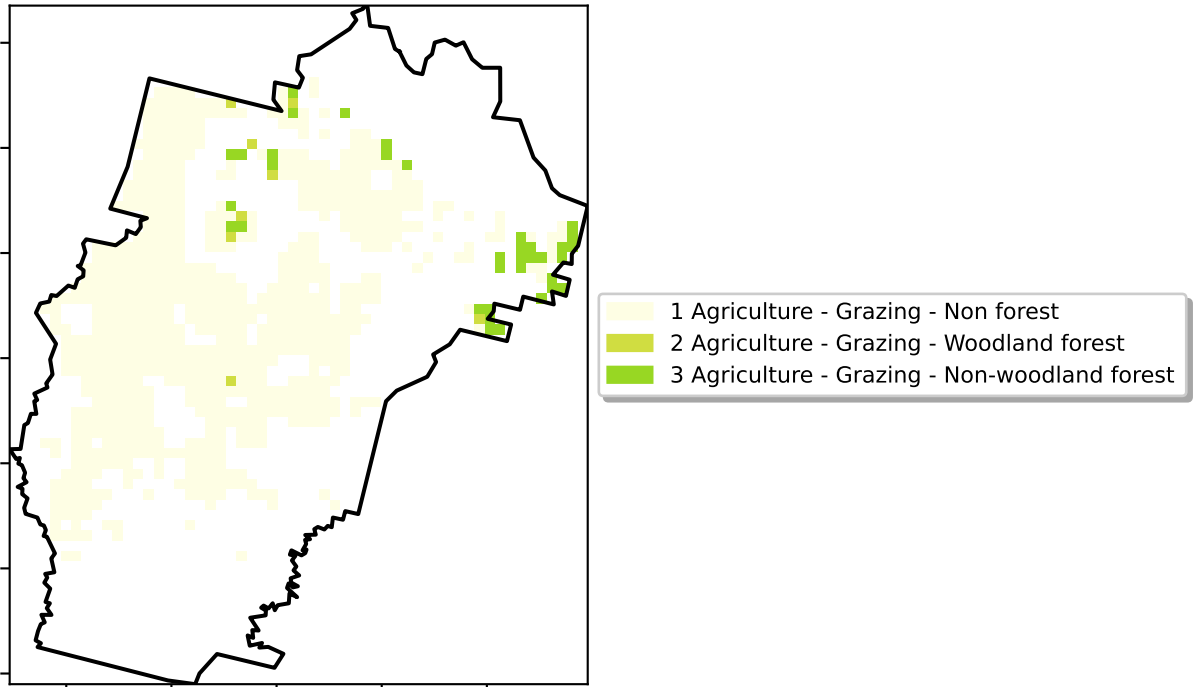 1 Agriculture - Grazing - Non forest
2 Agriculture - Grazing - Woodland forest
3 Agriculture - Grazing - Non-woodland forest